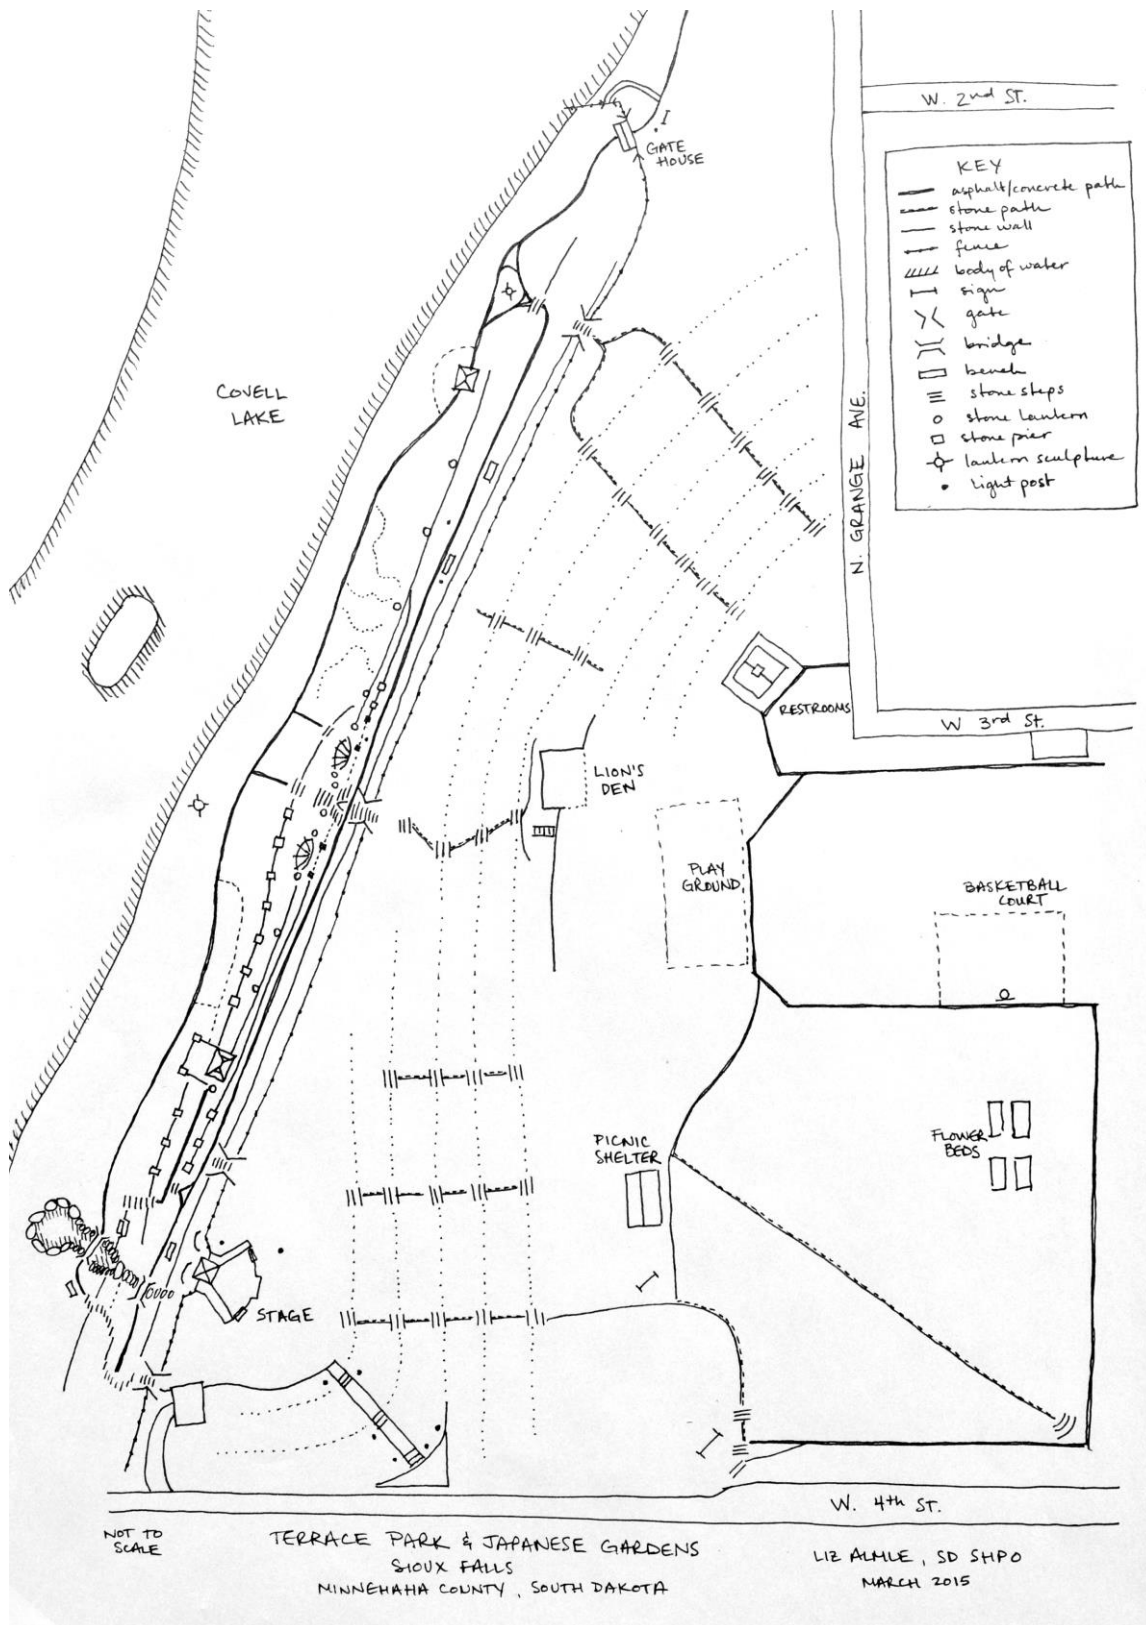 W. 2nd ST.
I
GATE
HOUSE
KEY
asphalt/concrete path
stone path
stone wall
fence
body of water
sign
gate
bridge
bench
stone steps
stone lantern
stone pier
lantern sculpture
light post
COVELL
LAKE
N. GRANGE AVE.
RESTROOMS
W 3rd St.
LION'S
DEN
PLAY
GROUND
BASKETBALL
COURT
PICNIC
SHELTER
FLOWER
BEDS
STAGE
W. 4th ST.
NOT TO
SCALE
TERRACE PARK & JAPANESE GARDENS
SIOUX FALLS
MINNEHAHA COUNTY, SOUTH DAKOTA
LIZ ALMLE, SD SHPO
MARCH 2015